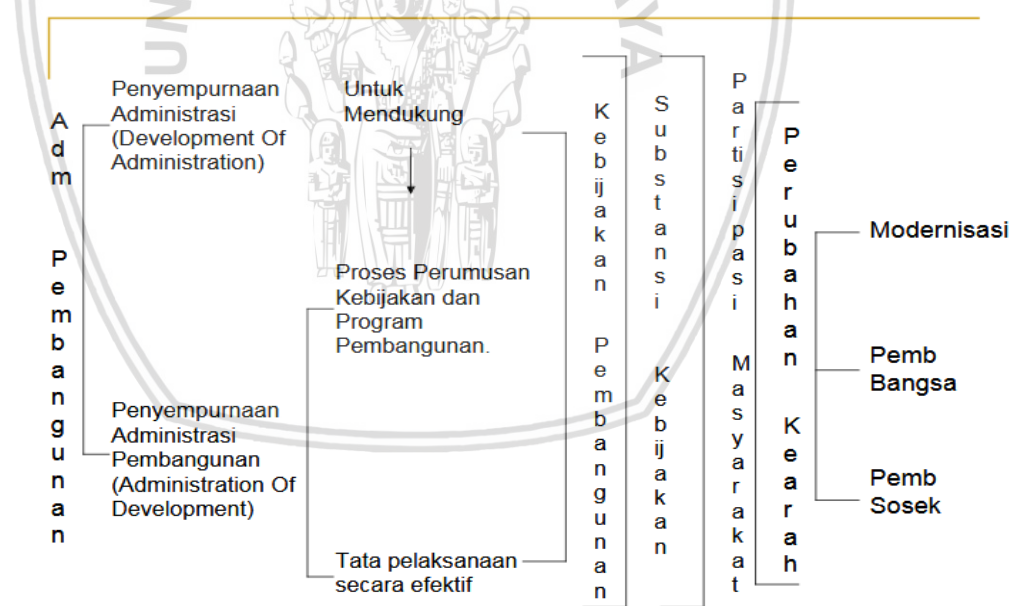 UN
AYA
Adm Pembangunan
Penyempurnaan
Administrasi
(Development Of
Administration)
Penyempurnaan
Administrasi
Pembangunan
(Administration Of
Development)
Untuk
Mendukung
Proses Perumusan
Kebijakan dan
Program
Pembangunan.
Tata pelaksanaan
secara efektif
Kebijakan Pembangunan
Substansi Kebijakan
Partisipasi Masyarakat
Perubahan Kearah
Modernisasi
Pemb
Bangsa
Pemb
Sosek